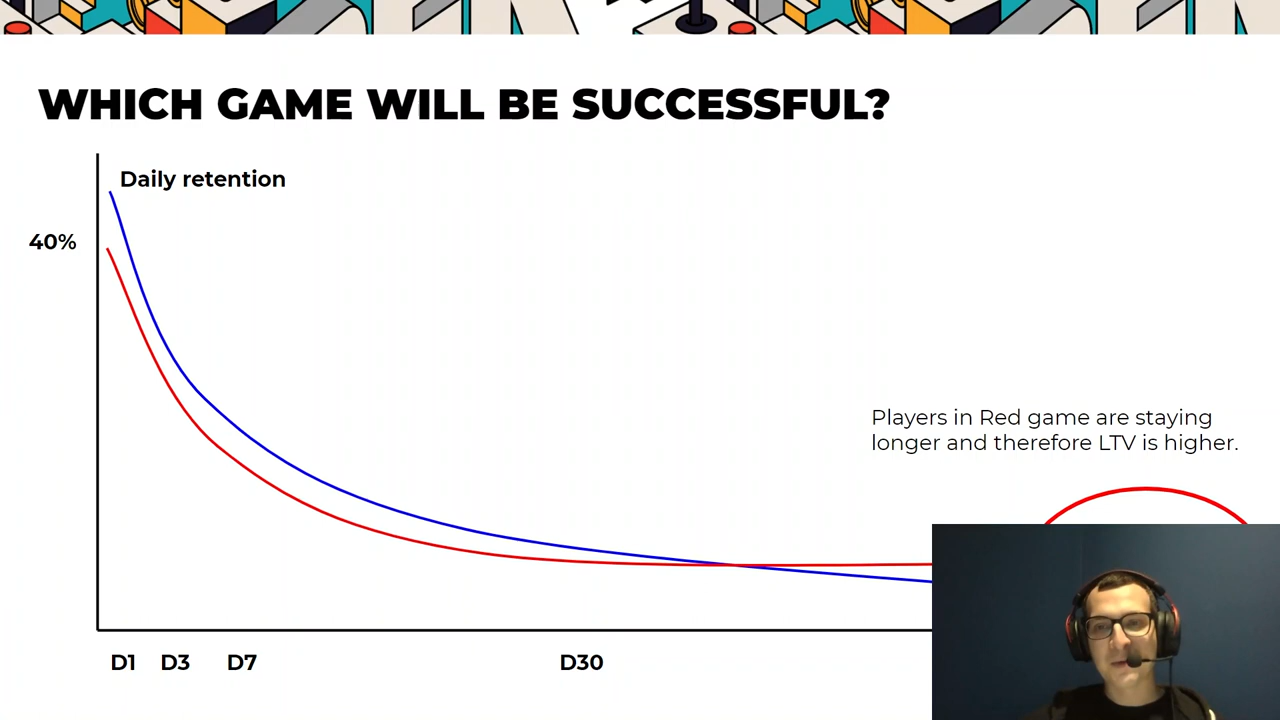 WHICH GAME WILL BE SUCCESSFUL?
Daily retention
40%
Players in Red game are staying
longer and therefore LTV is higher.
D1 D3 D7 D30